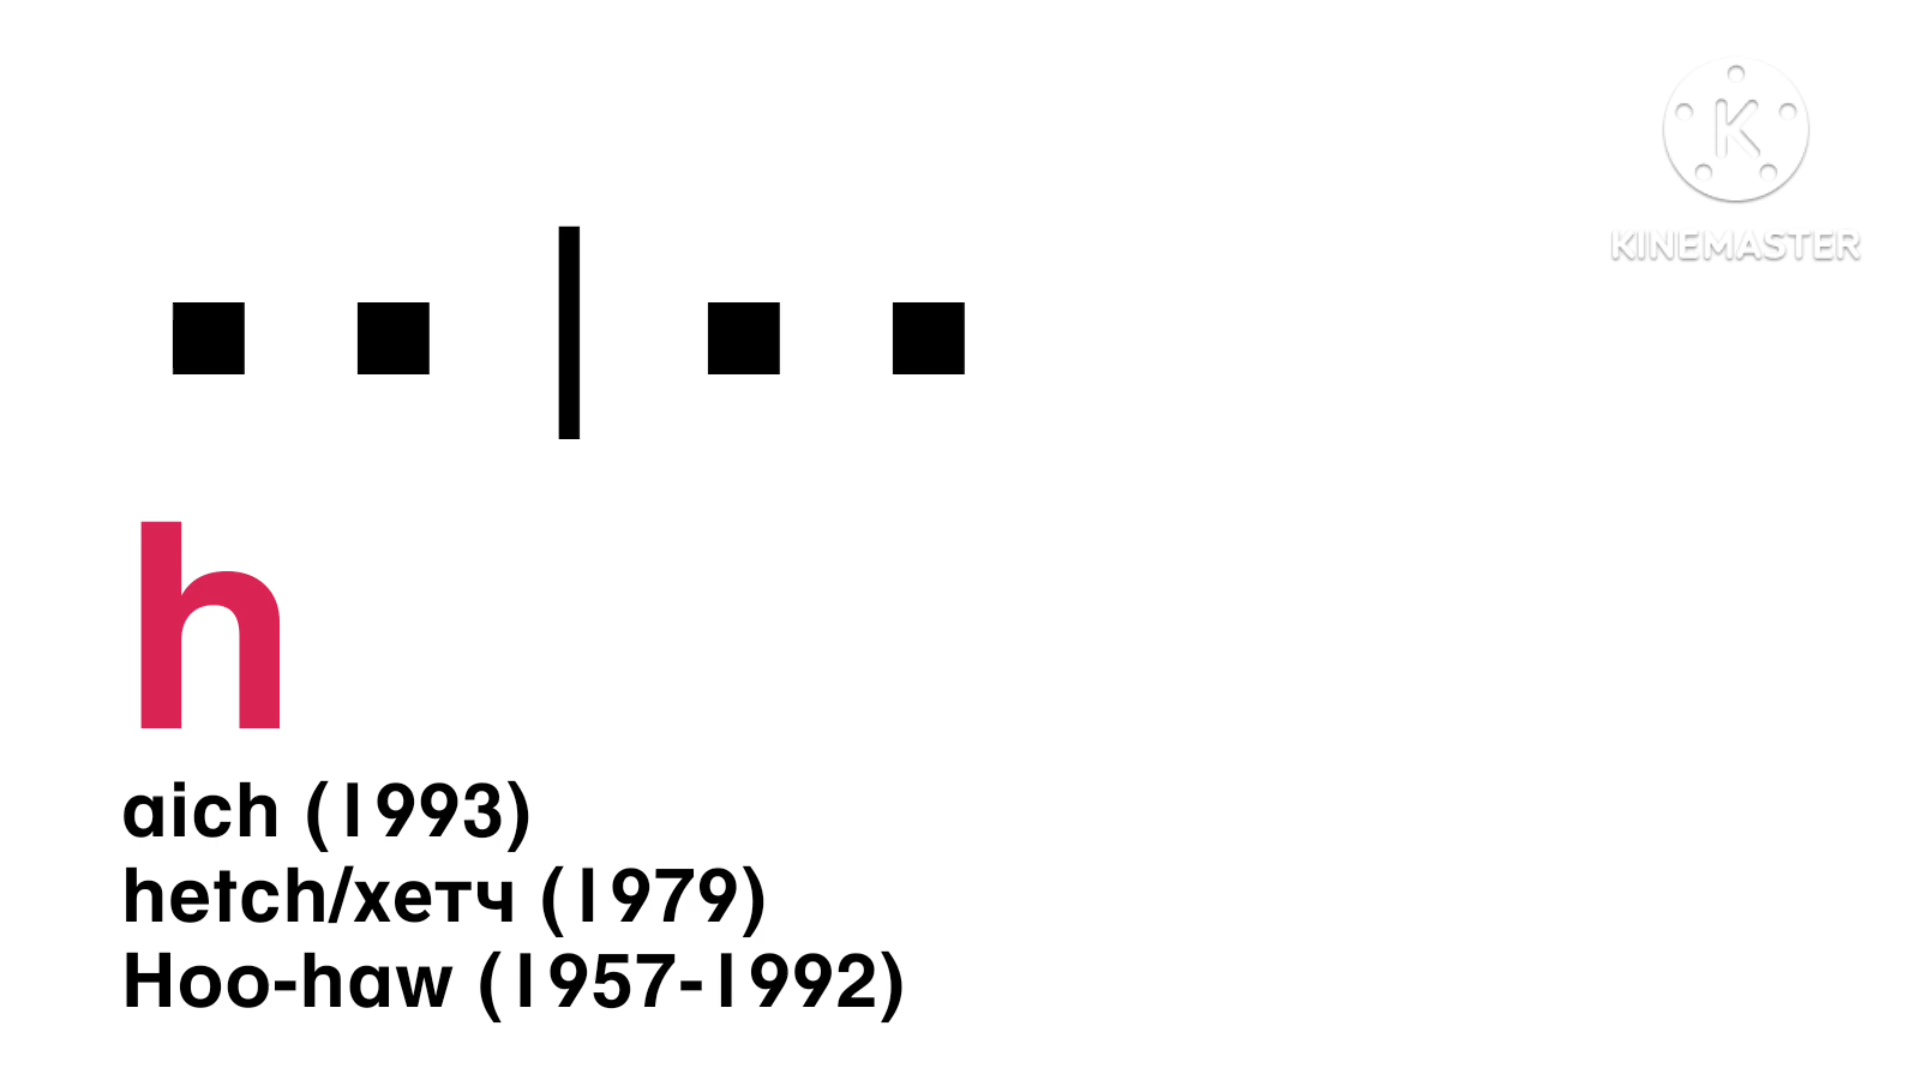 K
KINEMASTER
h
aich (1993)
hetch/хетч (1979)
Hoo-haw (1957-1992)